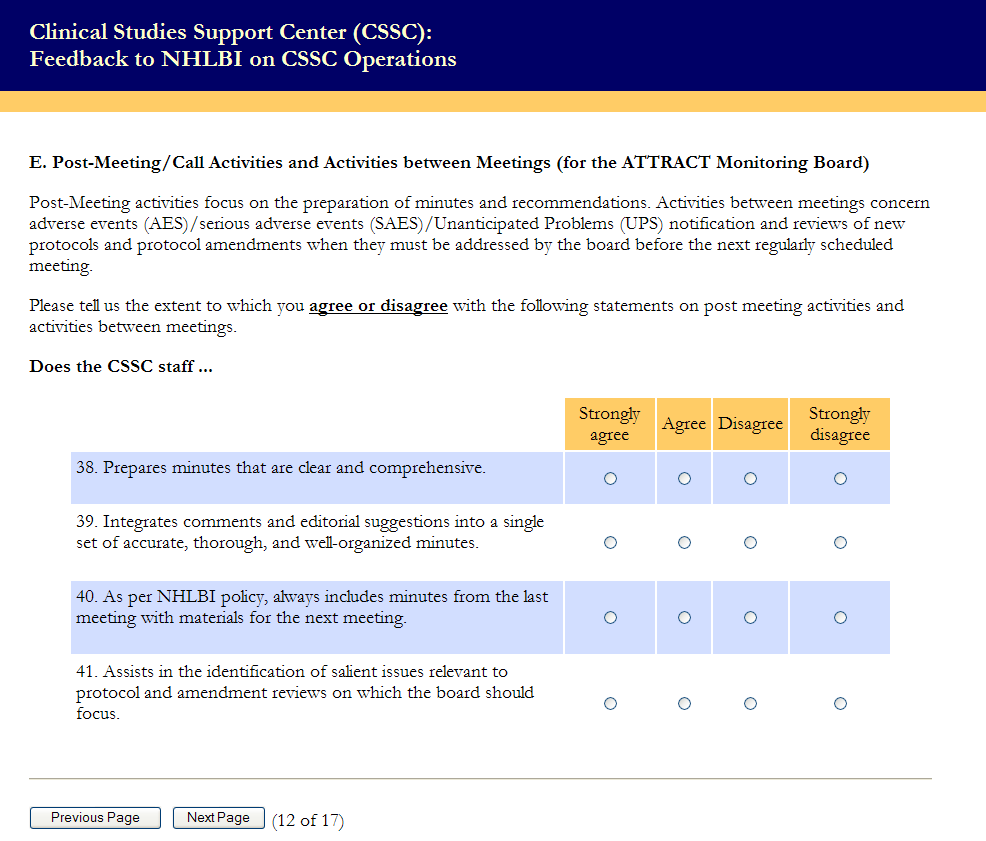 Clinical Studies Support Center (CSSC):
Feedback to NHLBI on CSSC Operations
E. Post-Meeting/Call Activities and Activities between Meetings (for the ATTRACT Monitoring Board)
Post-Meeting activities focus on the preparation of minutes and recommendations. Activities between meetings concern
adverse events (AES)/serious adverse events (SAES)/Unanticipated Problems (UPS) notification and reviews of new
protocols and protocol amendments when they must be addressed by the board before the next regularly scheduled
meeting.
Please tell us the extent to which you agree or disagree with the following statements on post meeting activities and
activities between meetings.
Does the CSSC staff ...
Strongly
agree
Agree
Disagree
Strongly
disagree
38. Prepares minutes that are clear and comprehensive.
39. Integrates comments and editorial suggestions into a single
set of accurate, thorough, and well-organized minutes.
40. As per NHLBI policy, always includes minutes from the last
meeting with materials for the next meeting.
41. Assists in the identification of salient issues relevant to
protocol and amendment reviews on which the board should
focus.
Previous Page Next Page (12 of 17)